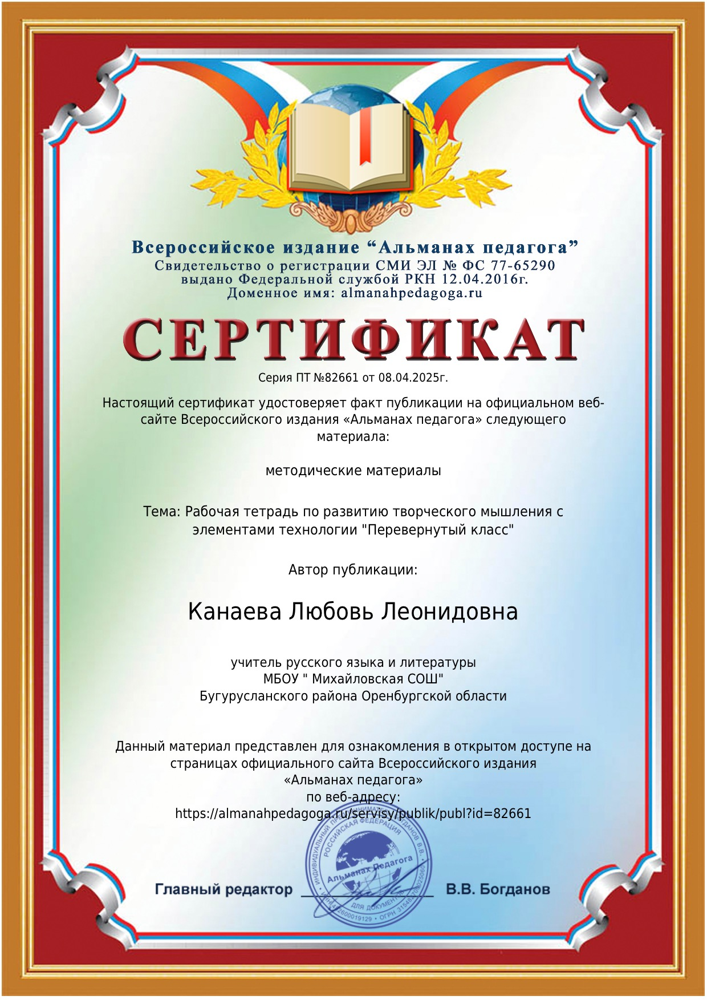 Всероссийское издание “Альманах педагога”
Свидетельство о регистрации СМИ ЭЛ № ФС 77-65290
выдано Федеральной службой РКН 12.04.2016г.
Доменное имя: almanahpedagoga.ru
СЕРТИФИКАТ
Серия ПТ №82661 от 08.04.2025г.
Настоящий сертификат удостоверяет факт публикации на официальном веб-
сайте Всероссийского издания «Альманах педагога» следующего
материала:
методические материалы
Тема: Рабочая тетрадь по развитию творческого мышления с
элементами технологии "Перевернутый класс"
Автор публикации:
Канаева Любовь Леонидовна
учитель русского языка и литературы
МБОУ " Михайловская СОШ"
Бугурусланского района Оренбургской области
Данный материал представлен для ознакомления в открытом доступе на
страницах официального сайта Всероссийского издания
«Альманах педагога»
по веб-адресу:
https://almanahpedagoga.ru/servisy/publik/publ?id=82661
ИНДИВИДУАЛЬНЫЙ ПРЕДПРИНИМАТЕЛЬ БОГДАНОВ В.В.
РОССИЙСКАЯ ФЕДЕРАЦИЯ
Альманах Педагога
ДЛЯ ДОКУМЕНТОВ
Главный редактор В.В. Богданов